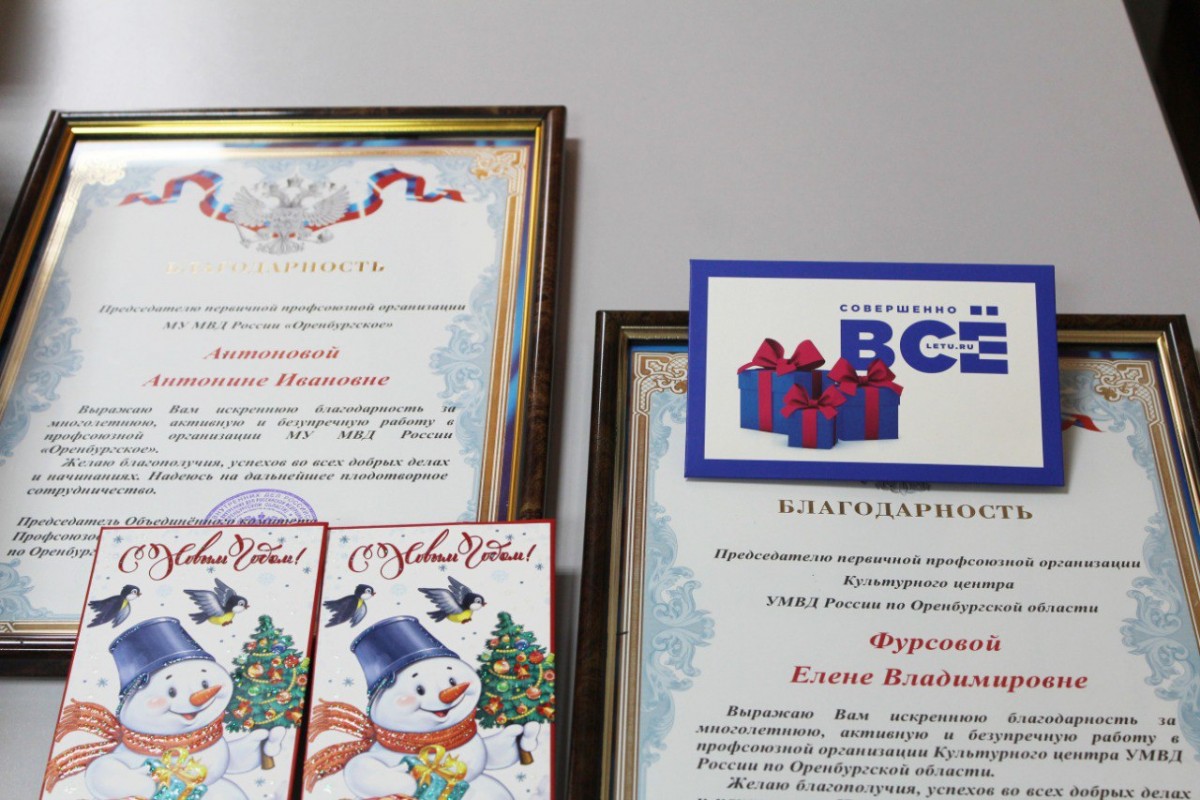 БЛАГОДАРНОСТЬ
Председателю первичной профсоюзной организации
МУ МВД России «Оренбургское»
Антоновой
Антонине Ивановне
Выражаю Вам искреннюю благодарность за
многолетнюю, активную и безупречную работу в
профсоюзной организации МУ МВД России
«Оренбургское».
Желаю благополучия, успехов во всех добрых делах
и начинаниях. Надеюсь на дальнейшее плодотворное
сотрудничество.
Председатель Объединённого комитета
по
С Новым Годом!
С Новым Годом!
СОВЕРШЕННО
ВСЁ
LETU.RU
БЛАГОДАРНОСТЬ
Председателю первичной профсоюзной организации
Культурного центра
УМВД России по Оренбургской области
Фурсовой
Елене Владимировне
Выражаю Вам искреннюю благодарность за
многолетнюю, активную и безупречную работу в
профсоюзной организации Культурного центра УМВД
России по Оренбургской области.
Желаю благополучия, успехов во всех добрых делах